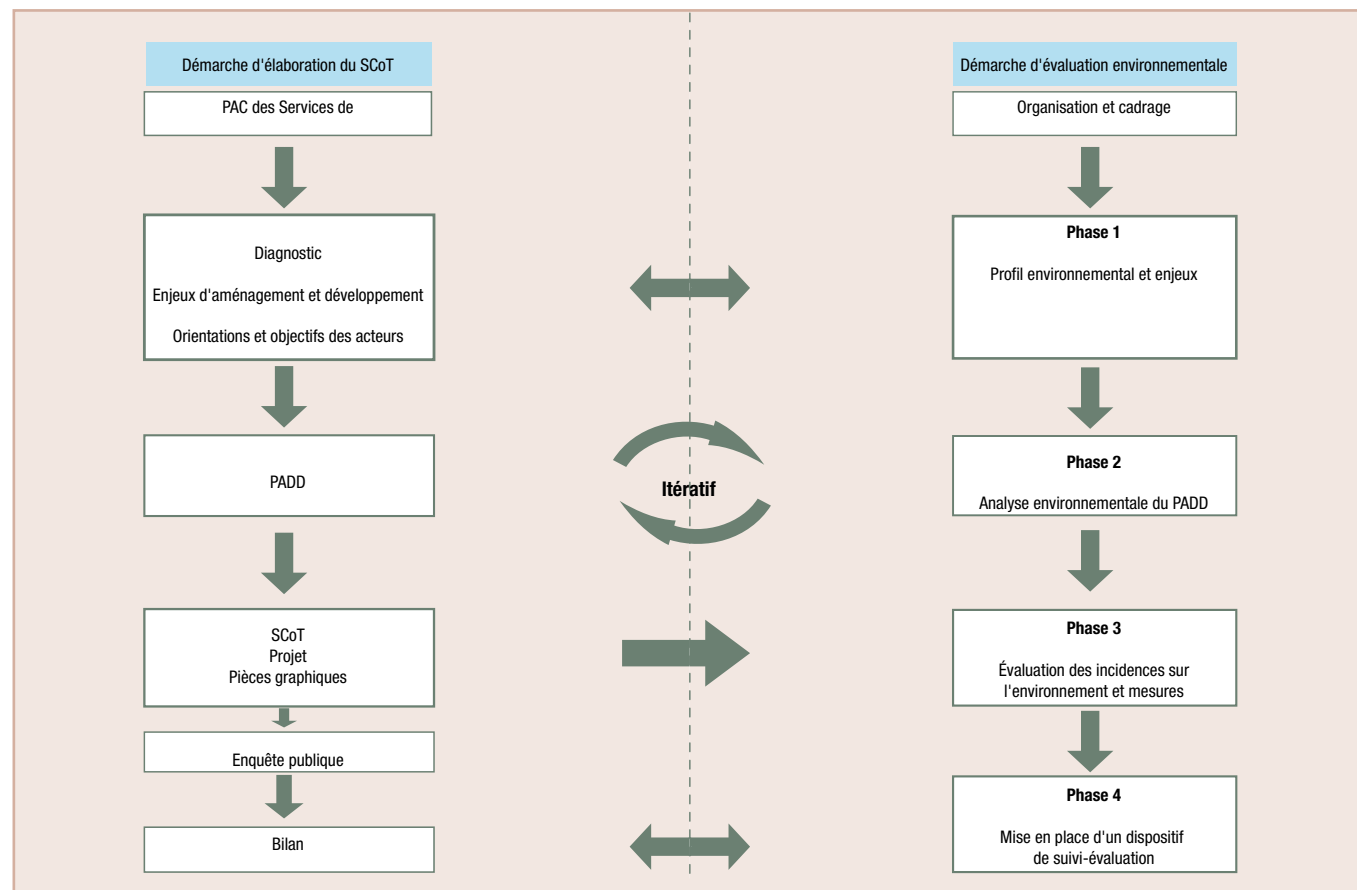 Démarche d'élaboration du SCoT
PAC des Services de
Diagnostic
Enjeux d'aménagement et développement
Orientations et objectifs des acteurs
PADD
SCoT
Projet
Pièces graphiques
Enquête publique
Bilan
Itératif
Démarche d'évaluation environnementale
Organisation et cadrage
Phase 1
Profil environnemental et enjeux
Phase 2
Analyse environnementale du PADD
Phase 3
Évaluation des incidences sur
l'environnement et mesures
Phase 4
Mise en place d'un dispositif
de suivi-évaluation